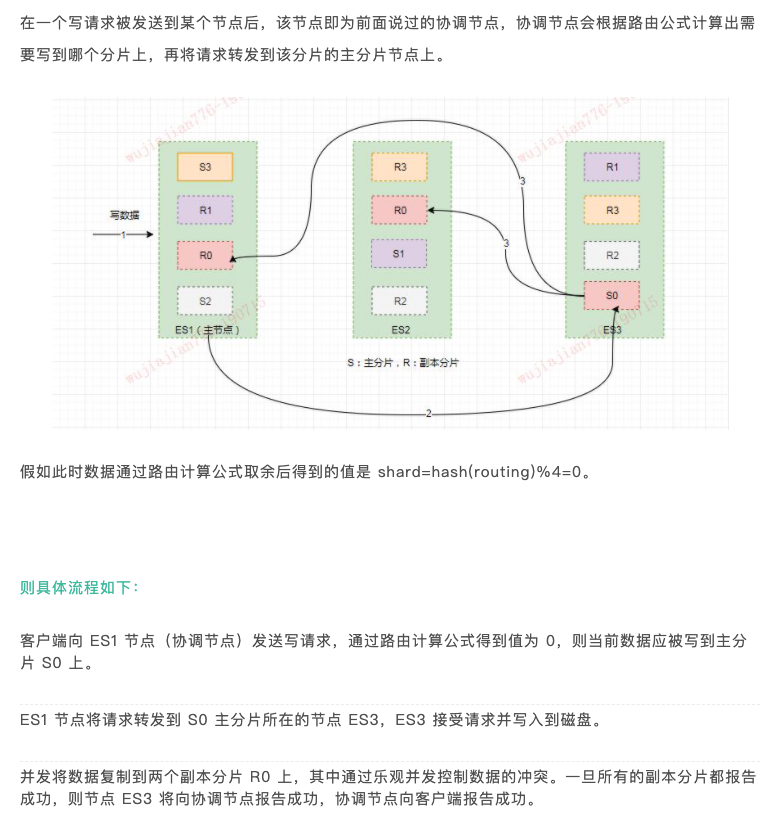 在一个写请求被发送到某个节点后，该节点即为前面说过的协调节点，协调节点会根据路由公式计算出需
要写到哪个分片上，再将请求转发到该分片的主分片节点上。
S3
R3
R1
R1
R0
R3
写数据
1
R0
S1
R2
S2
R2
S0
3
3
ES1（主节点）
ES2
ES3
S：主分片，R：副本分片
2
假如此时数据通过路由计算公式取余后得到的值是 shard=hash(routing)%4=0。
则具体流程如下：
客户端向 ES1 节点（协调节点）发送写请求，通过路由计算公式得到值为 0，则当前数据应被写到主分
片 S0 上。
ES1 节点将请求转发到 S0 主分片所在的节点 ES3，ES3 接受请求并写入到磁盘。
并发将数据复制到两个副本分片 R0 上，其中通过乐观并发控制数据的冲突。一旦所有的副本分片都报告
成功，则节点 ES3 将向协调节点报告成功，协调节点向客户端报告成功。